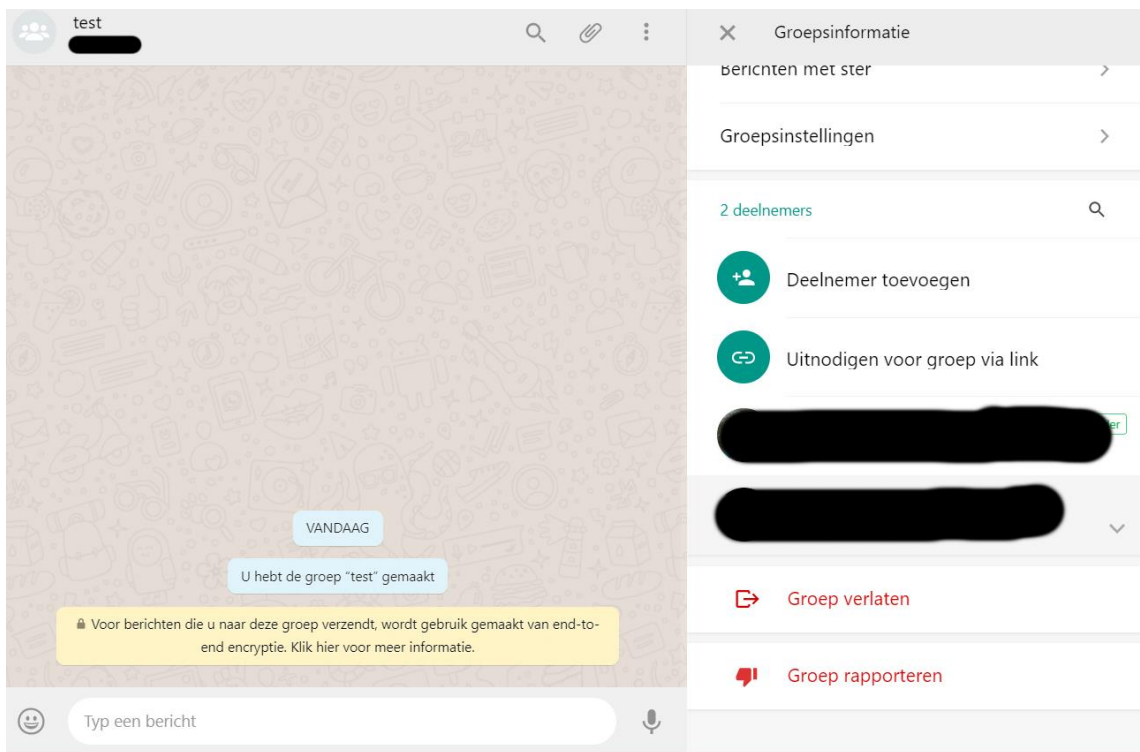 test
VANDAAG
U hebt de groep "test" gemaakt
Voor berichten die u naar deze groep verzendt, wordt gebruik gemaakt van end-to-
end encryptie. Klik hier voor meer informatie.
Typ een bericht
Groepsinformatie
Berichten met ster
Groepsinstellingen
2 deelnemers
Deelnemer toevoegen
Uitnodigen voor groep via link
Groep verlaten
Groep rapporteren